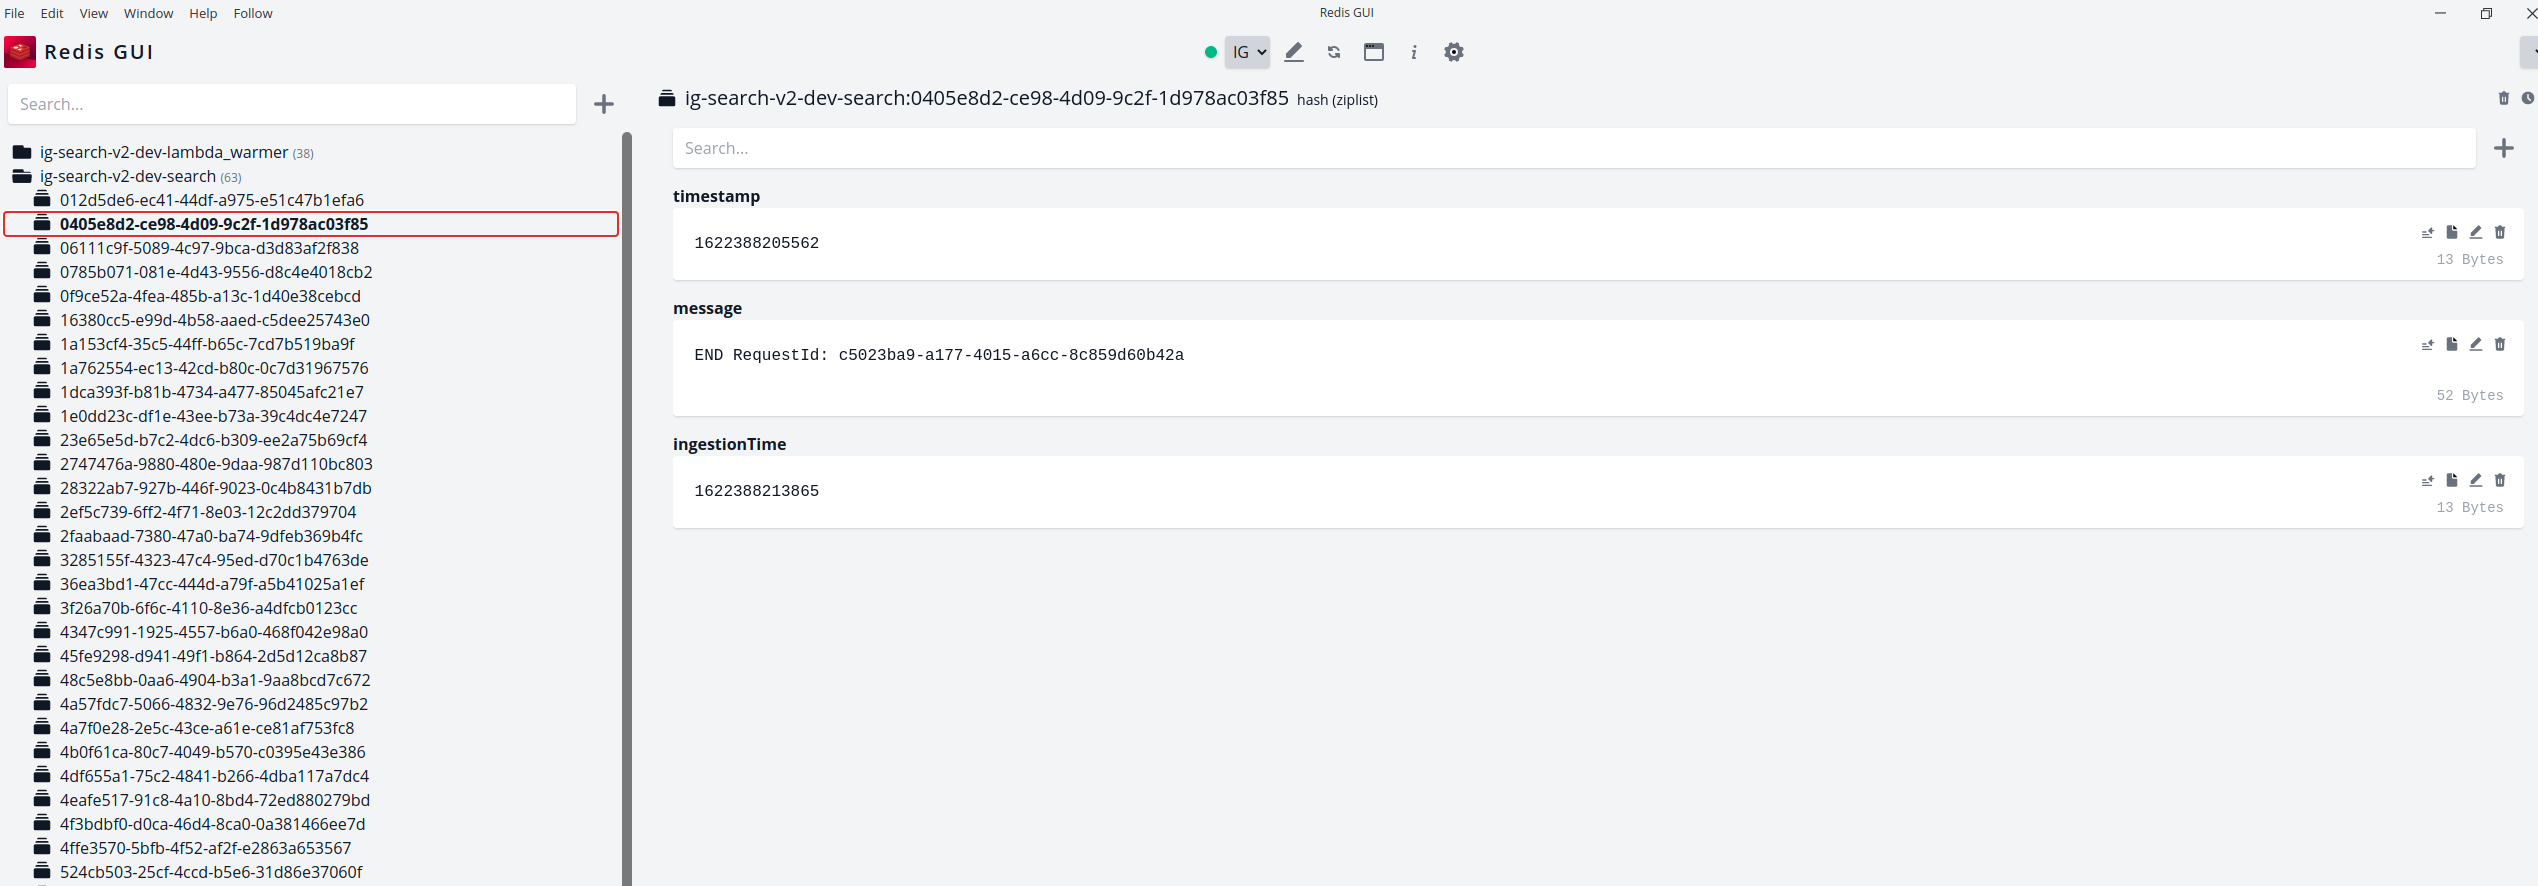 File Edit View Window Help Follow
Redis GUI
Redis GUI
IG
Search...
ig-search-v2-dev-lambda_warmer (38)
ig-search-v2-dev-search (63)
012d5de6-ec41-44df-a975-e51c47b1efa6
0405e8d2-ce98-4d09-9c2f-1d978ac03f85
06111c9f-5089-4c97-9bca-d3d83af2f838
0785b071-081e-4d43-9556-d8c4e4018cb2
0f9ce52a-4fea-485b-a13c-1d40e38cebcd
16380cc5-e99d-4b58-aaed-c5dee25743e0
1a153cf4-35c5-44ff-b65c-7cd7b519ba9f
1a762554-ec13-42cd-b80c-0c7d31967576
1dca393f-b81b-4734-a477-85045afc21e7
1e0dd23c-df1e-43ee-b73a-39c4dc4e7247
23e65e5d-b7c2-4dc6-b309-ee2a75b69cf4
2747476a-9880-480e-9daa-987d110bc803
28322ab7-927b-446f-9023-0c4b8431b7db
2ef5c739-6ff2-4f71-8e03-12c2dd379704
2faabaad-7380-47a0-ba74-9dfeb369b4fc
3285155f-4323-47c4-95ed-d70c1b4763de
36ea3bd1-47cc-444d-a79f-a5b41025a1ef
3f26a70b-6f6c-4110-8e36-a4dfcb0123cc
4347c991-1925-4557-b6a0-468f042e98a0
45fe9298-d941-49f1-b864-2d5d12ca8b87
48c5e8bb-0aa6-4904-b3a1-9aa8bcd7c672
4a57fdc7-5066-4832-9e76-96d2485c97b2
4a7f0e28-2e5c-43ce-a61e-ce81af753fc8
4b0f61ca-80c7-4049-b570-c0395e43e386
4df655a1-75c2-4841-b266-4dba117a7dc4
4eafe517-91c8-4a10-8bd4-72ed880279bd
4f3bdbf0-d0ca-46d4-8ca0-0a381466ee7d
4ffe3570-5bfb-4f52-af2f-e2863a653567
524cb503-25cf-4ccd-b5e6-31d86e37060f
ig-search-v2-dev-search:0405e8d2-ce98-4d09-9c2f-1d978ac03f85 hash (ziplist)
Search...
timestamp
1622388205562
13 Bytes
message
END RequestId: c5023ba9-a177-4015-a6cc-8c859d60b42a
52 Bytes
ingestionTime
1622388213865
13 Bytes